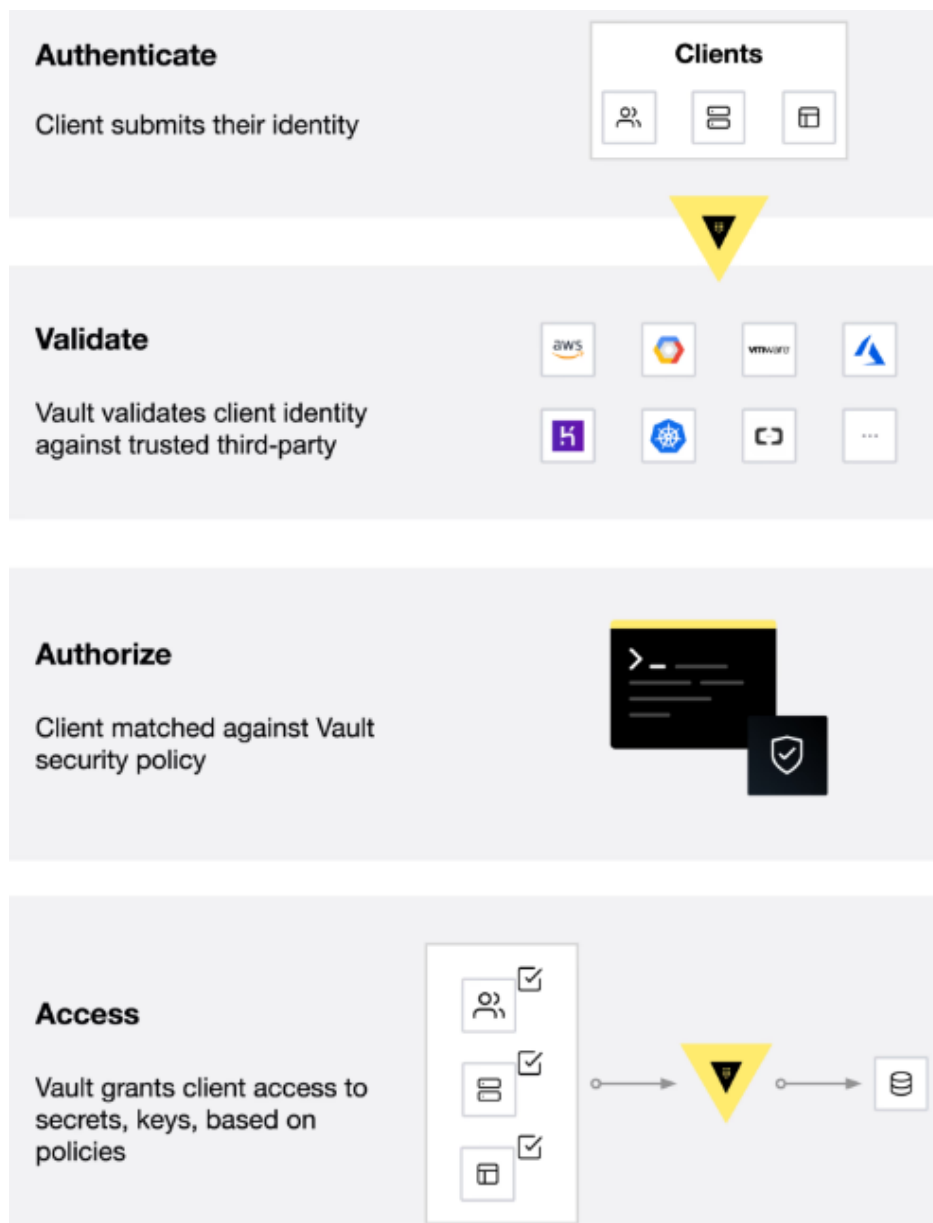 Authenticate
Clients
Client submits their identity
Validate
aws
vmware
Vault validates client identity
against trusted third-party
Authorize
Client matched against Vault
security policy
Access
Vault grants client access to
secrets, keys, based on
policies